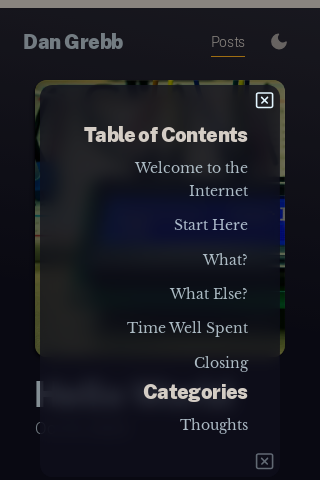 Dan Grebb
Posts
Table of Contents
Welcome to the
Internet
Start Here
What?
What Else?
Time Well Spent
Closing
Categories
Thoughts